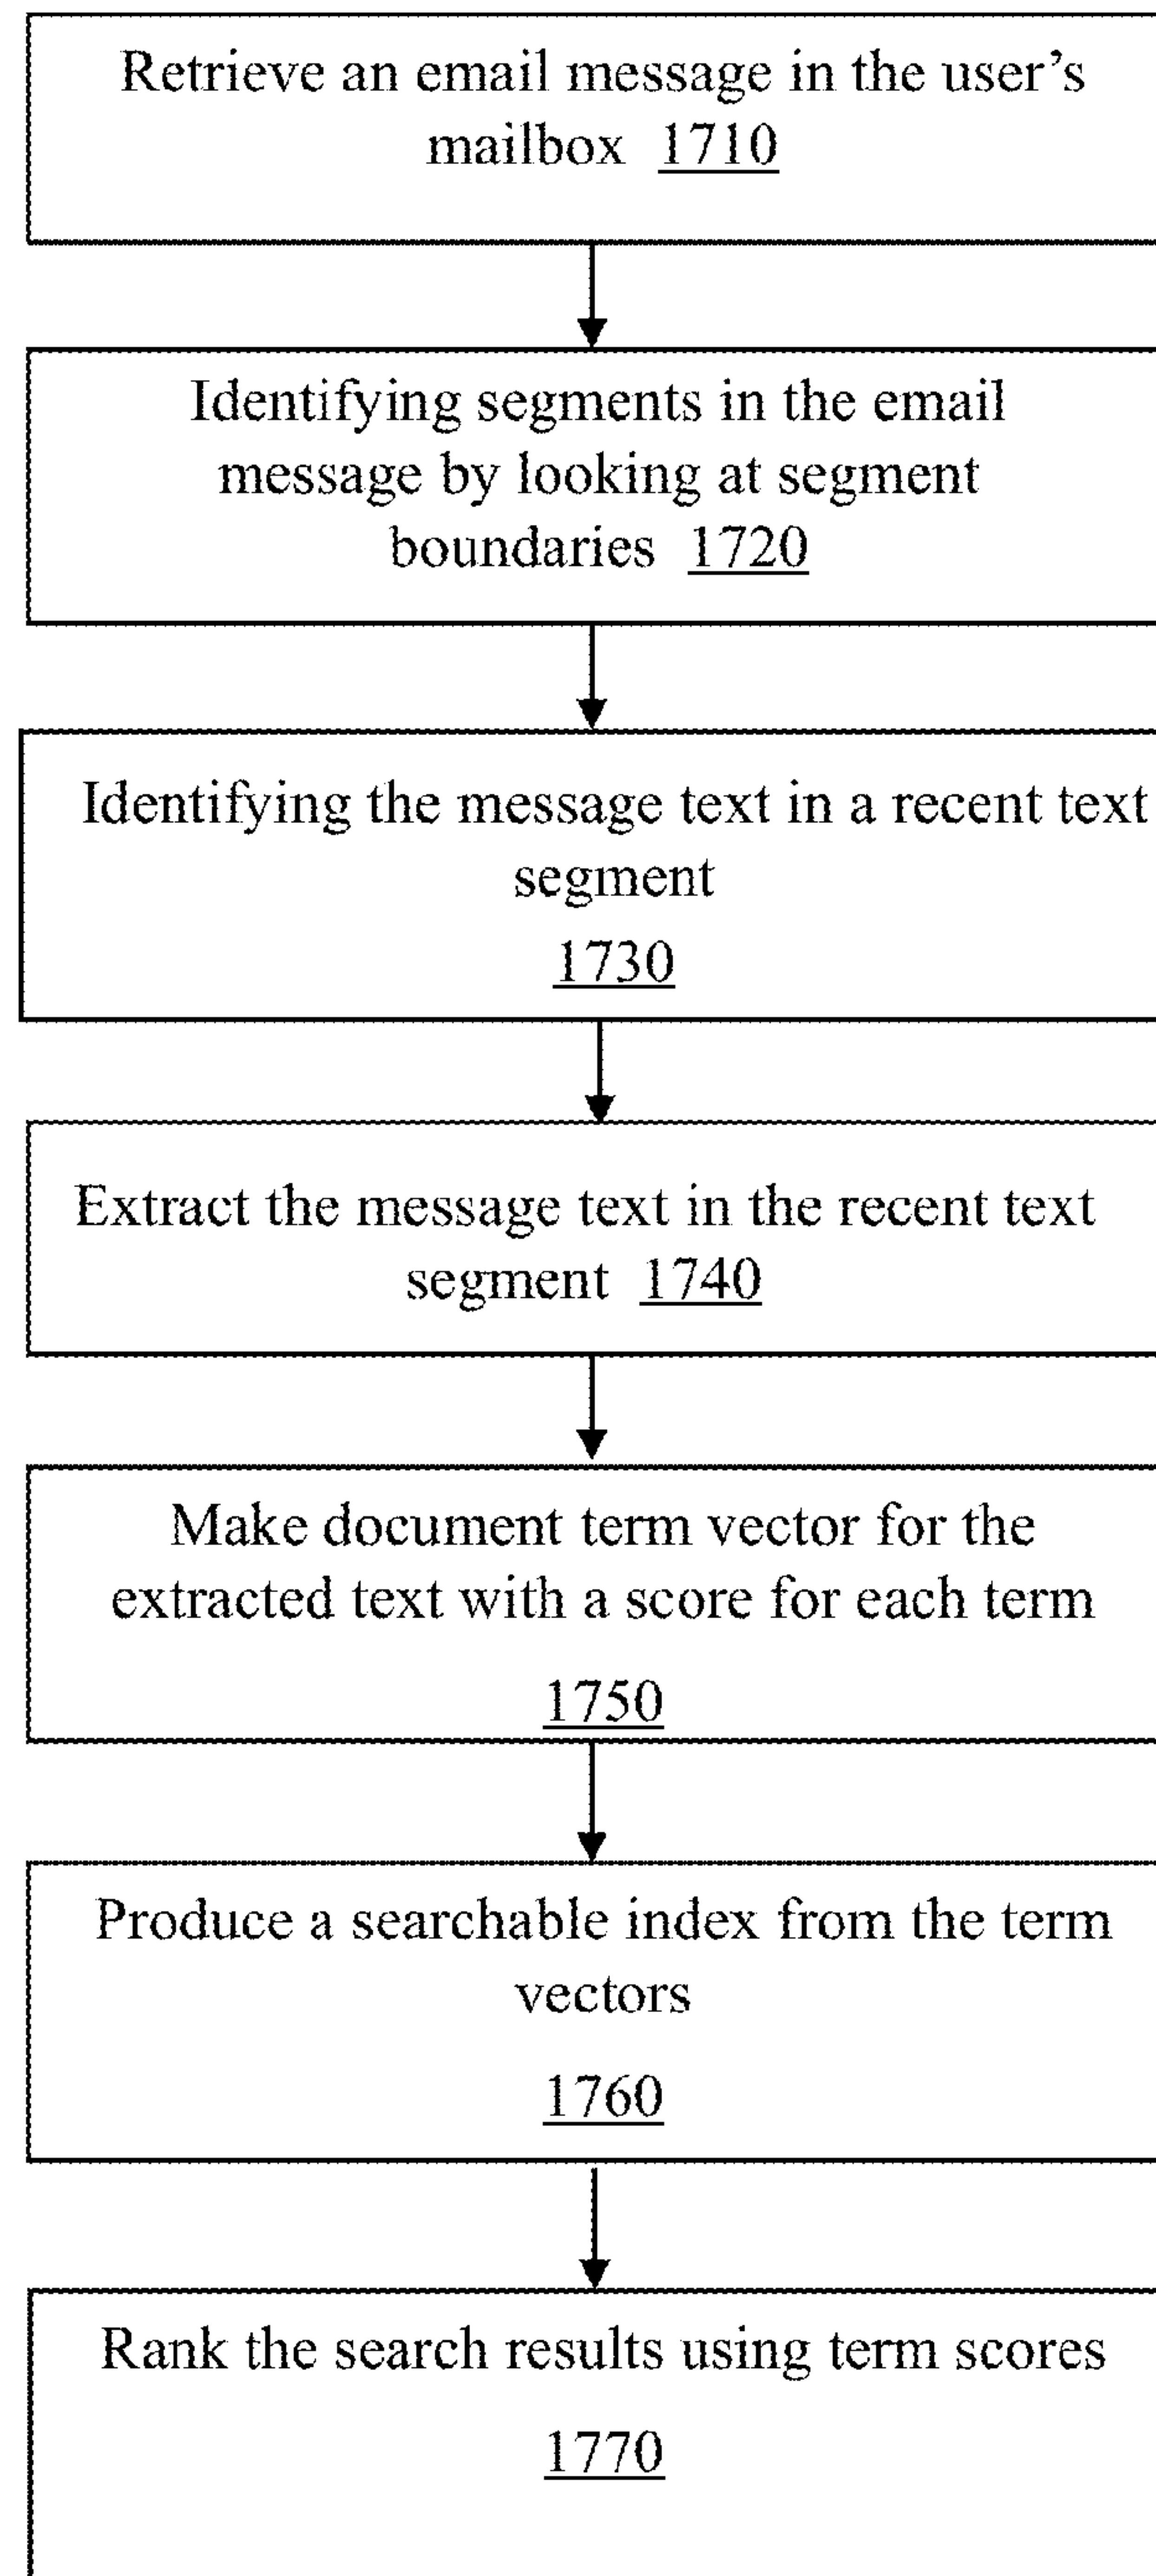 Retrieve an email message in the user’s
mailbox 1710
Identifying segments in the email
message by looking at segment
boundaries 1720
Identifying the message text in a recent text
segment
1730
Extract the message text in the recent text
segment 1740
Make document term vector for the
extracted text with a score for each term
1750
Produce a searchable index from the term
vectors
1760
Rank the search results using term scores
1770